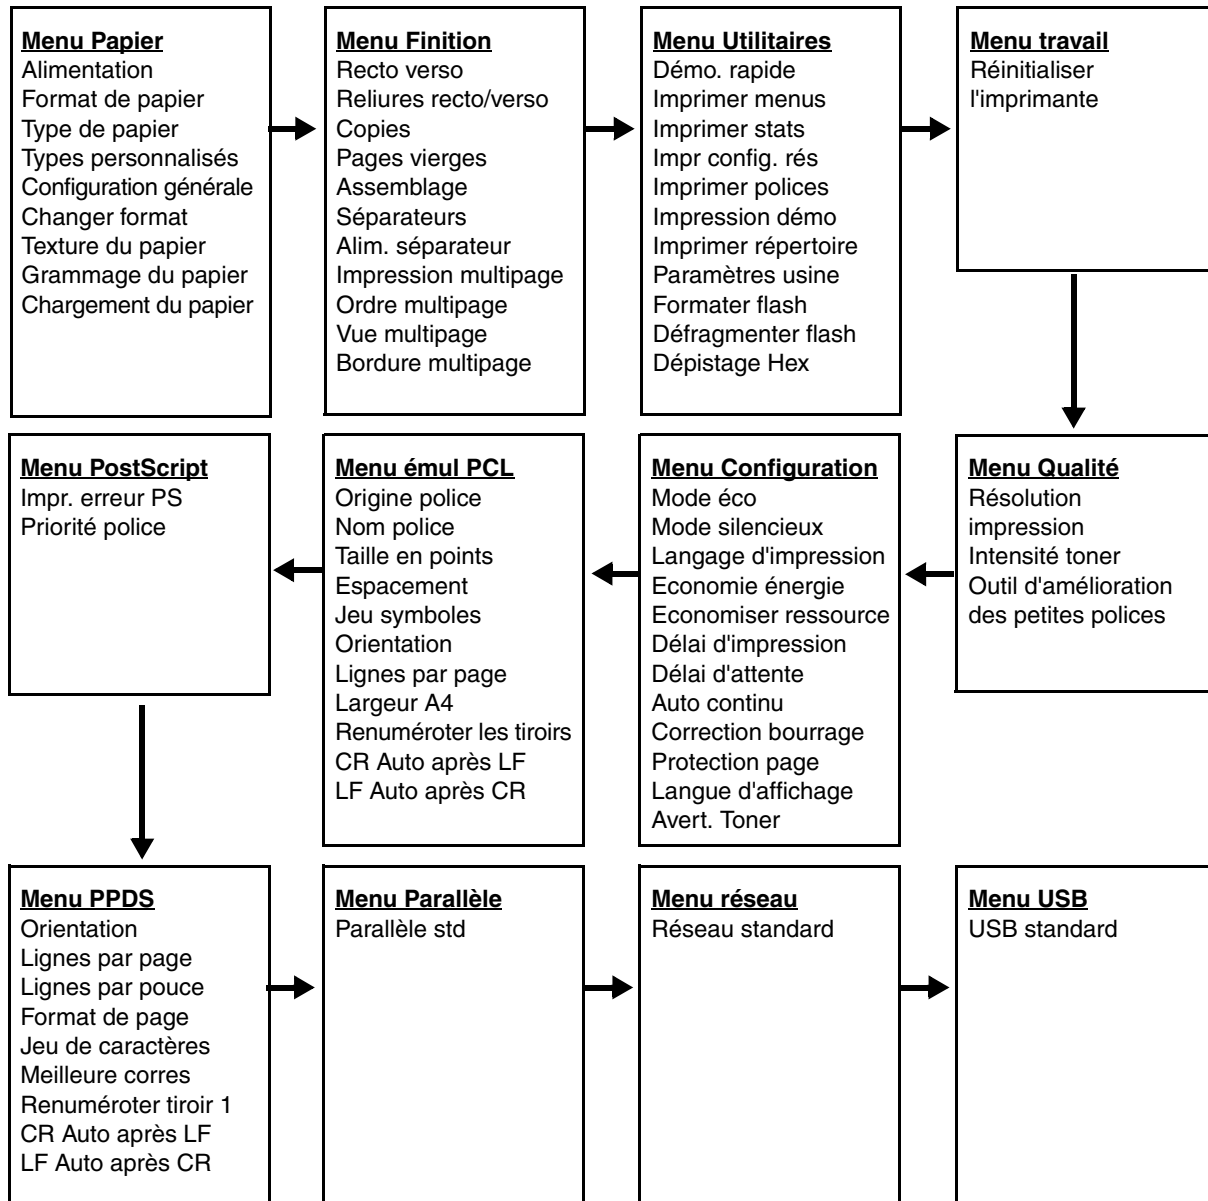 Menu Papier
Alimentation
Format de papier
Type de papier
Types personnalisés
Configuration générale
Changer format
Texture du papier
Grammage du papier
Chargement du papier
Menu Finition
Recto verso
Reliures recto/verso
Copies
Pages vierges
Assemblage
Séparateurs
Alim. séparateur
Impression multipage
Ordre multipage
Vue multipage
Bordure multipage
Menu Utilitaires
Démo. rapide
Imprimer menus
Imprimer stats
Impr config. rés
Imprimer polices
Impression démo
Imprimer répertoire
Paramètres usine
Formater flash
Défragmenter flash
Dépistage Hex
Menu travail
Réinitialiser
l'imprimante
Menu PostScript
Impr. erreur PS
Priorité police
Menu émul PCL
Origine police
Nom police
Taille en points
Espacement
Jeu symboles
Orientation
Lignes par page
Largeur A4
Renuméroter les tiroirs
CR Auto après LF
LF Auto après CR
Menu Configuration
Mode éco
Mode silencieux
Langage d'impression
Economie énergie
Economiser ressource
Délai d'impression
Délai d'attente
Auto continu
Correction bourrage
Protection page
Langue d'affichage
Avert. Toner
Menu Qualité
Résolution
impression
Intensité toner
Outil d'amélioration
des petites polices
Menu PPDS
Orientation
Lignes par page
Lignes par pouce
Format de page
Jeu de caractères
Meilleure corres
Renuméroter tiroir 1
CR Auto après LF
LF Auto après CR
Menu Parallèle
Parallèle std
Menu réseau
Réseau standard
Menu USB
USB standard